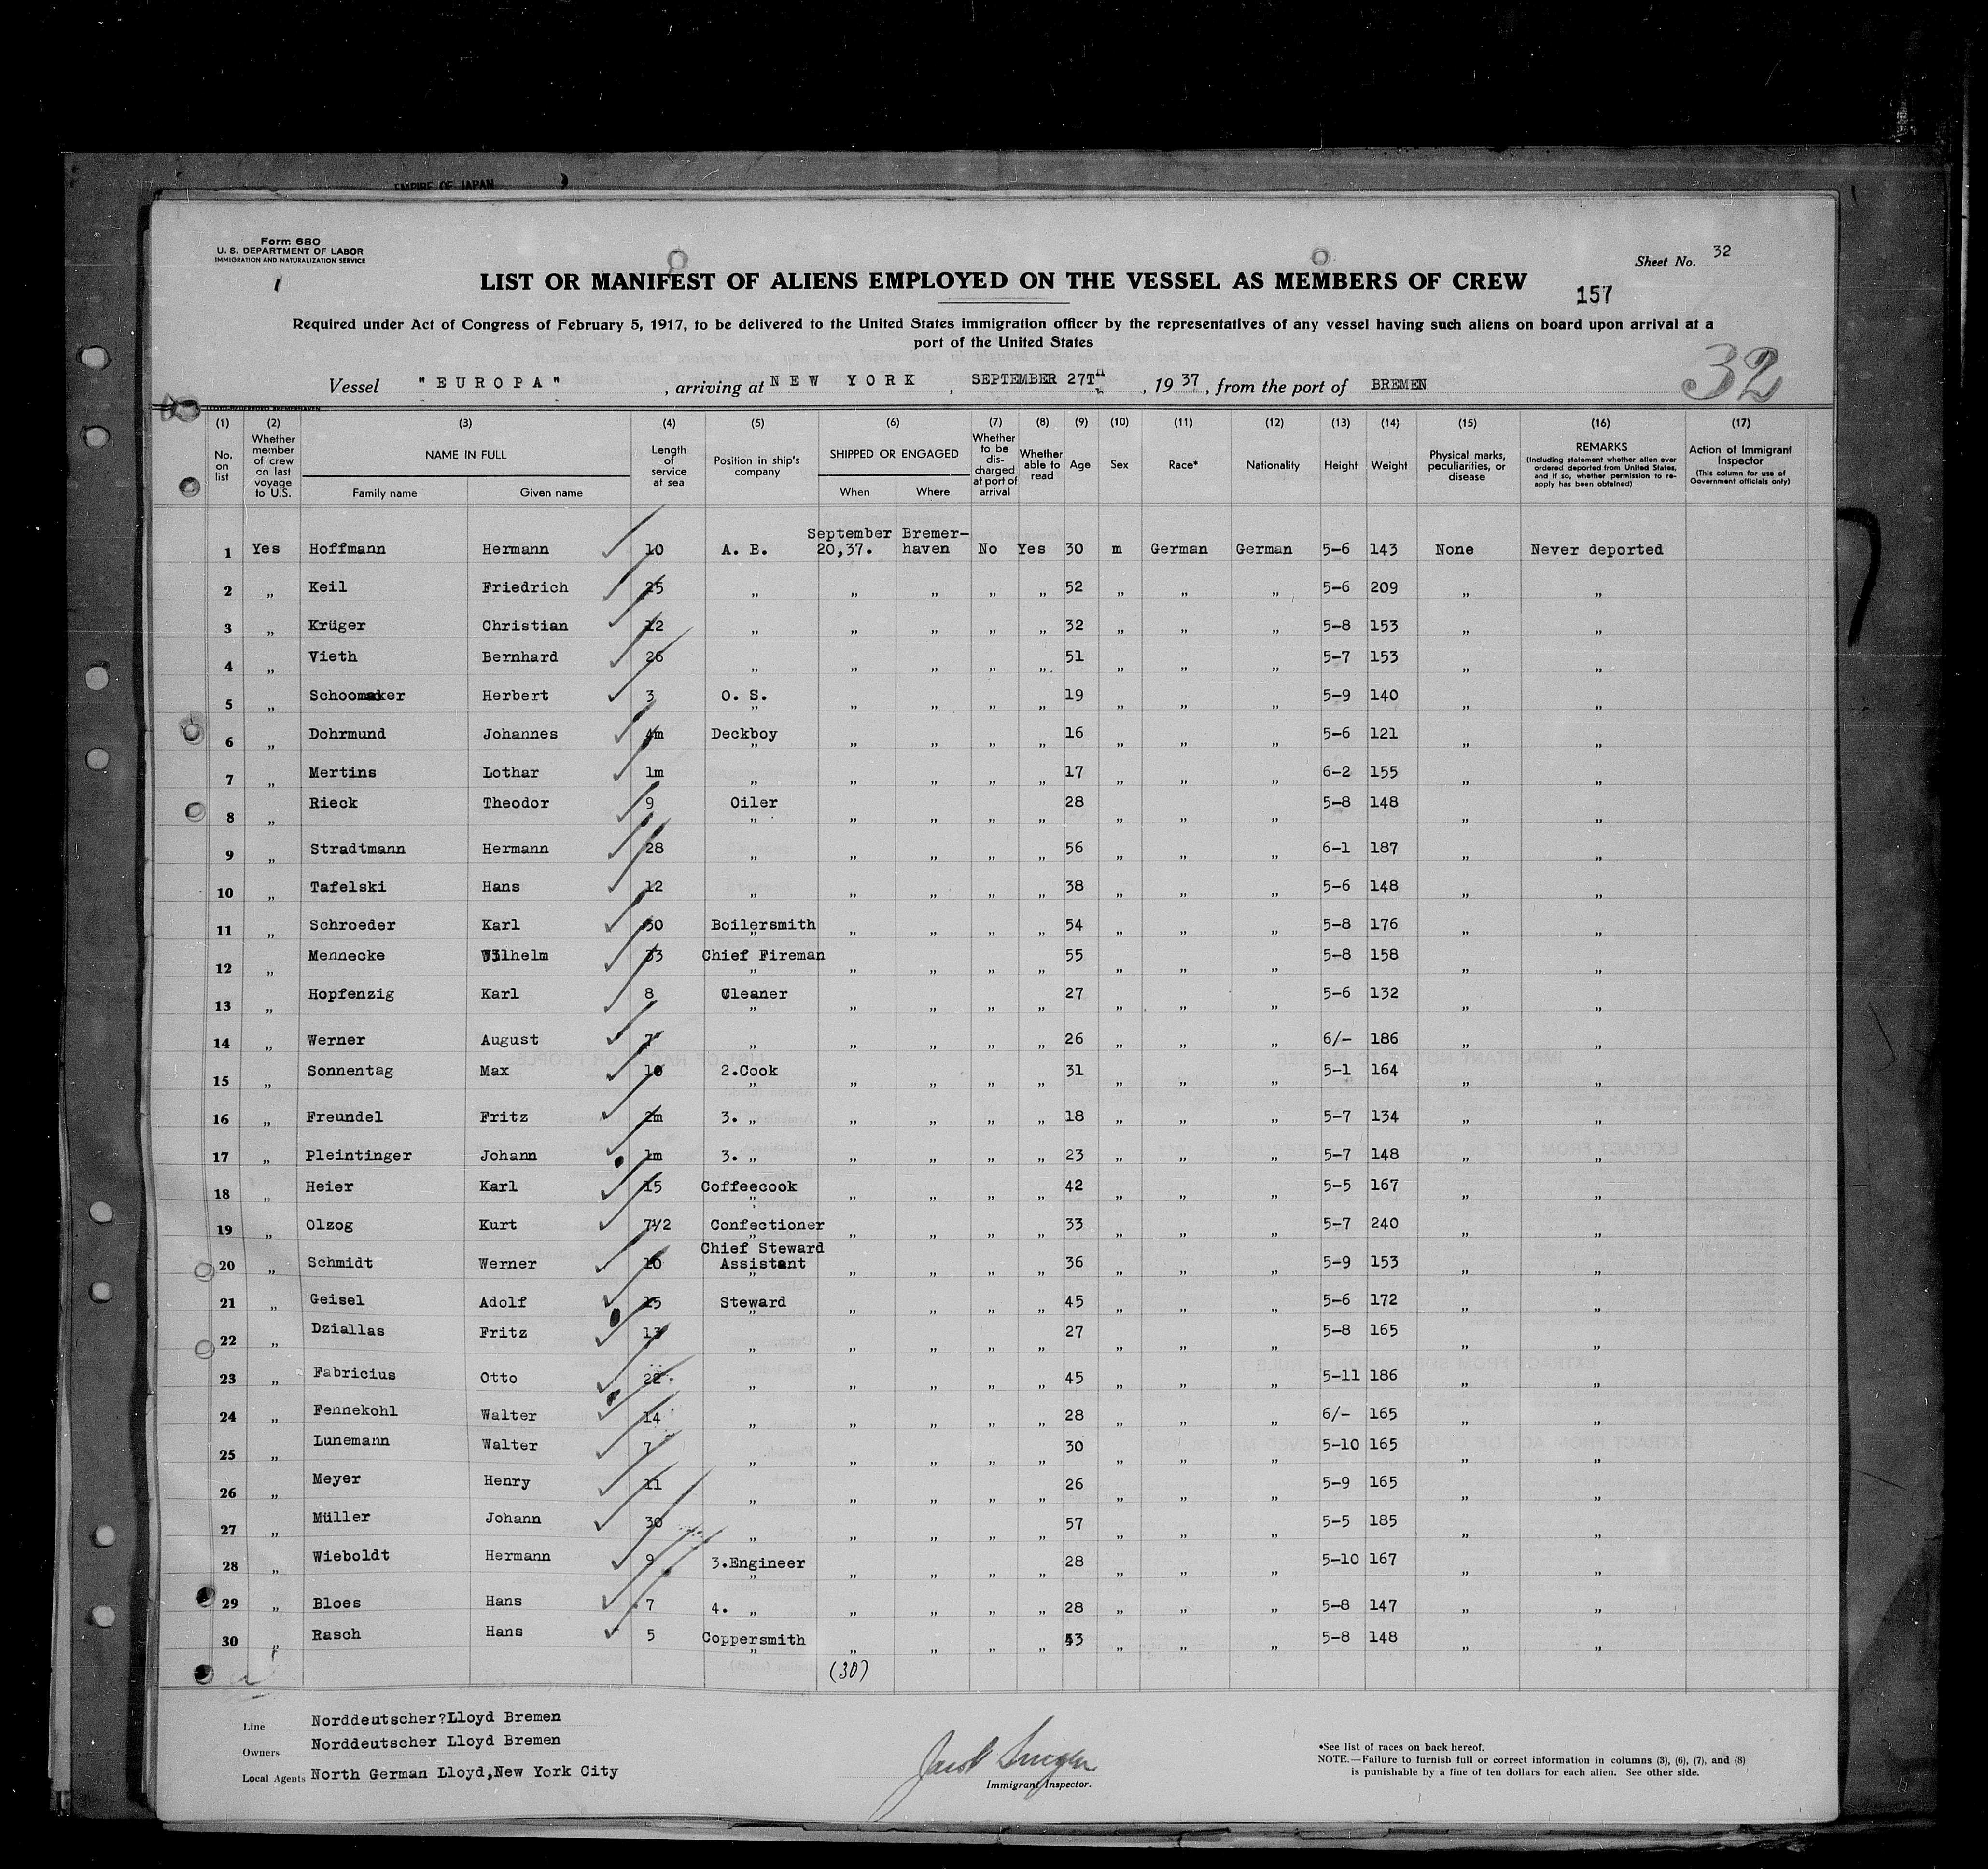 EMPIRE OF JAPAN
Form 680
U. S. DEPARTMENT OF LABOR
IMMIGRATION AND NATURALIZATION SERVICE
Sheet No. 32
LIST OR MANIFEST OF ALIENS EMPLOYED ON THE VESSEL AS MEMBERS OF CREW
157
Required under Act of Congress of February 5, 1917, to be delivered to the United States immigration officer by the representatives of any vessel having such aliens on board upon arrival at a
port of the United States
32
Vessel "EUROPA", arriving at NEW YORK, SEPTEMBER 27TH, 1937, from the port of BREMEN
(1) (2) (3) (4) (5) (6) (7) (8) (9) (10) (11) (12) (13) (14) (15) (16) (17)
No. on list
Whether member of crew on last voyage to U.S.
NAME IN FULL
Family name Given name
Length of service at sea
Position in ship's company
SHIPPED OR ENGAGED
When Where
Whether to be discharged at port of arrival
Whether able to read
Age Sex Race* Nationality Height Weight
Physical marks, peculiarities, or disease
REMARKS
(Including statement whether alien ever ordered deported from United States, and if so, whether permission to reapply has been obtained)
Action of Immigrant Inspector
(This column for use of Government officials only)
1 Yes Hoffmann Hermann 10 A. B. September 20,37. Bremerhaven No Yes 30 m German German 5-6 143 None Never deported
2 „ Keil Friedrich 25 „ „ „ „ „ 52 „ „ „ 5-6 209 „ „
3 „ Krüger Christian 12 „ „ „ „ „ 32 „ „ „ 5-8 153 „ „
4 „ Vieth Bernhard 26 „ „ „ „ „ 51 „ „ „ 5-7 153 „ „
5 „ Schoomaker Herbert 3 O. S. „ „ „ „ „ 19 „ „ „ 5-9 140 „ „
6 „ Dohrmund Johannes 4m Deckboy „ „ „ „ „ 16 „ „ „ 5-6 121 „ „
7 „ Mertins Lothar 1m „ „ „ „ „ 17 „ „ „ 6-2 155 „ „
8 „ Rieck Theodor 9 Oiler „ „ „ „ „ 28 „ „ „ 5-8 148 „ „
9 „ Stradtmann Hermann 28 „ „ „ „ „ 56 „ „ „ 6-1 187 „ „
10 „ Tafelski Hans 12 „ „ „ „ „ 38 „ „ „ 5-6 148 „ „
11 „ Schroeder Karl 30 Boilersmith „ „ „ „ „ 54 „ „ „ 5-8 176 „ „
12 „ Mennecke Wilhelm 33 Chief Fireman „ „ „ „ „ 55 „ „ „ 5-8 158 „ „
13 „ Hopfenzig Karl 8 Cleaner „ „ „ „ „ 27 „ „ „ 5-6 132 „ „
14 „ Werner August 7 „ „ „ „ „ 26 „ „ „ 6/- 186 „ „
15 „ Sonnentag Max 10 2.Cook „ „ „ „ „ 31 „ „ „ 5-1 164 „ „
16 „ Freundel Fritz 2m 3. „ „ „ „ „ 18 „ „ „ 5-7 134 „ „
17 „ Pleintinger Johann 1m 3. „ „ „ „ „ 23 „ „ „ 5-7 148 „ „
18 „ Heier Karl 15 Coffeecook „ „ „ „ 42 „ „ „ 5-5 167 „ „
19 „ Olzog Kurt 7½ Confectioner „ „ „ „ „ 33 „ „ „ 5-7 240 „ „
20 „ Schmidt Werner 16 Chief Steward Assistant „ „ „ „ „ 36 „ „ „ 5-9 153 „ „
21 „ Geisel Adolf 15 Steward „ „ „ „ „ 45 „ „ „ 5-6 172 „ „
22 „ Dziallas Fritz 13 „ „ „ „ „ 27 „ „ „ 5-8 165 „ „
23 „ Fabricius Otto 22 „ „ „ „ „ 45 „ „ „ 5-11 186 „ „
24 „ Fennekohl Walter 14 „ „ „ „ „ 28 „ „ „ 6/- 165 „ „
25 „ Lunemann Walter 7 „ „ „ „ „ 30 „ „ „ 5-10 165 „ „
26 „ Meyer Henry 11 „ „ „ „ „ 26 „ „ „ 5-9 165 „ „
27 „ Müller Johann 30 „ „ „ „ „ 57 „ „ „ 5-5 185 „ „
28 „ Wieboldt Hermann 9 3.Engineer „ „ „ „ „ 28 „ „ „ 5-10 167 „ „
29 „ Bloes Hans 7 4. „ „ „ „ „ 28 „ „ „ 5-8 147 „ „
30 „ Rasch Hans 5 Coppersmith „ „ „ „ „ „ „ „ 5-8 148 „ „
(30)
Line Norddeutscher?Lloyd Bremen
Owners Norddeutscher Lloyd Bremen
Local Agents North German Lloyd,New York City
Immigrant Inspector.
*See list of races on back hereof.
NOTE.—Failure to furnish full or correct information in columns (3), (6), (7), and (8)
is punishable by a fine of ten dollars for each alien. See other side.